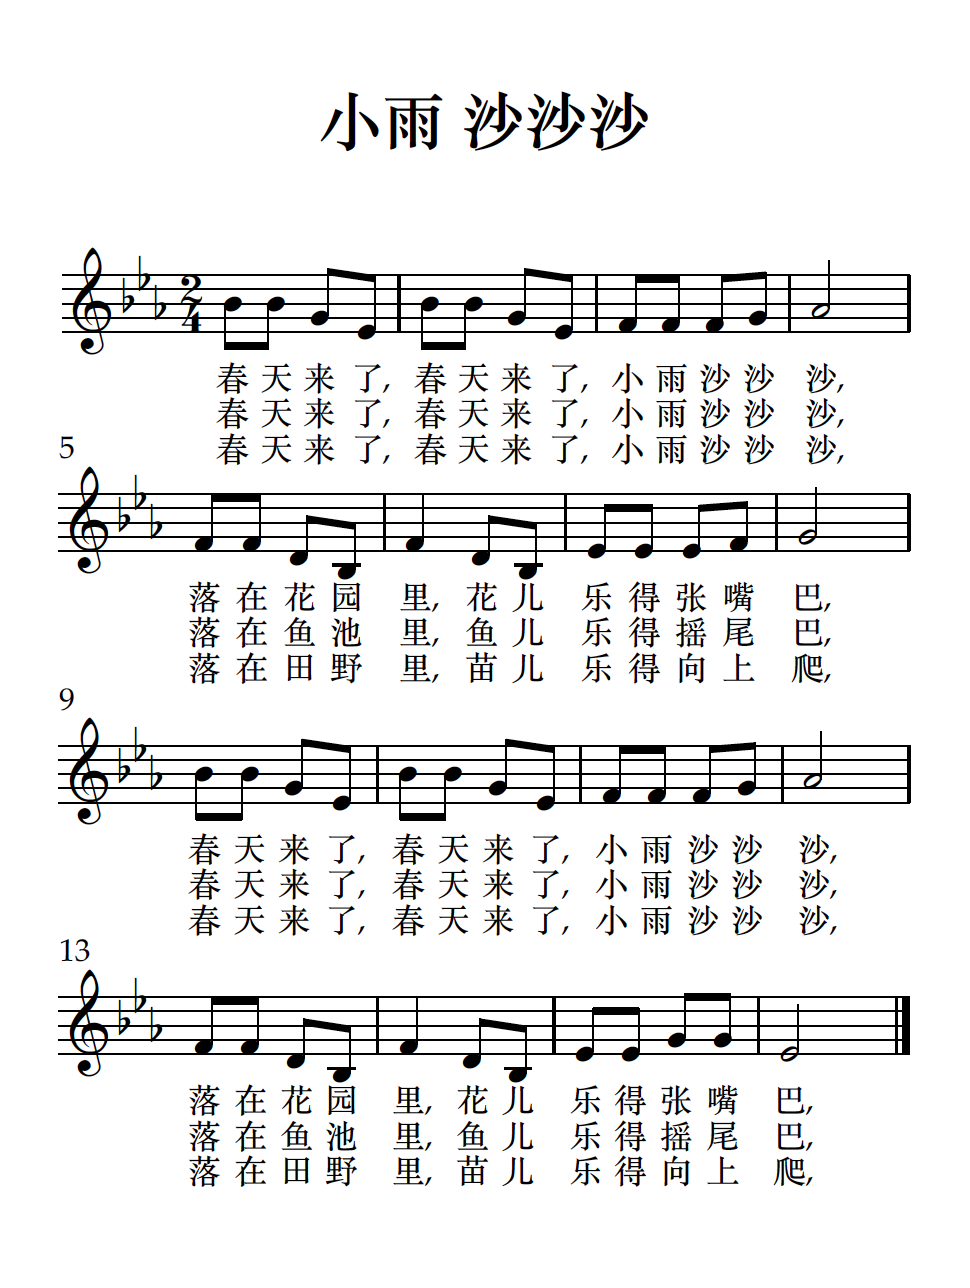 小雨 沙沙沙
2
4
春 天 来 了, 春 天 来 了, 小 雨 沙 沙 沙,
春 天 来 了, 春 天 来 了, 小 雨 沙 沙 沙,
春 天 来 了, 春 天 来 了, 小 雨 沙 沙 沙,
5
落 在 花 园 里, 花 儿 乐 得 张 嘴 巴,
落 在 鱼 池 里, 鱼 儿 乐 得 摇 尾 巴,
落 在 田 野 里, 苗 儿 乐 得 向 上 爬,
9
春 天 来 了, 春 天 来 了, 小 雨 沙 沙 沙,
春 天 来 了, 春 天 来 了, 小 雨 沙 沙 沙,
春 天 来 了, 春 天 来 了, 小 雨 沙 沙 沙,
13
落 在 花 园 里, 花 儿 乐 得 张 嘴 巴,
落 在 鱼 池 里, 鱼 儿 乐 得 摇 尾 巴,
落 在 田 野 里, 苗 儿 乐 得 向 上 爬,